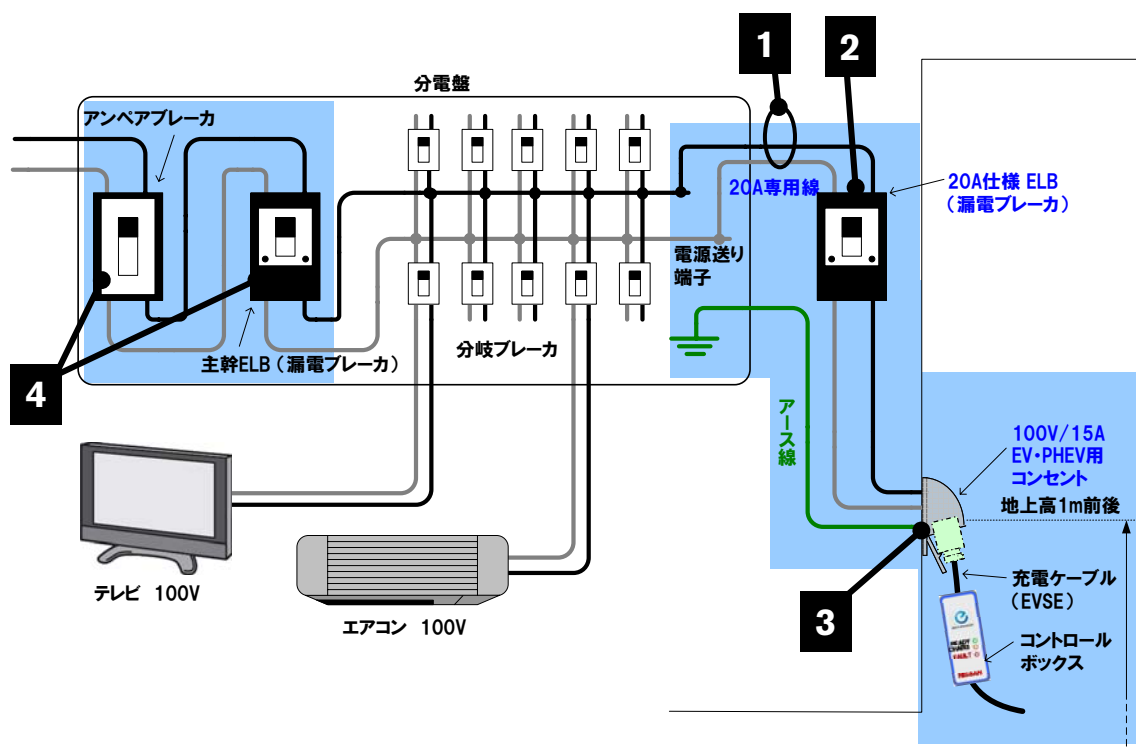 1
2
分電盤
アンペアブレーカ
20A専用線
20A仕様 ELB
（漏電ブレーカ）
電源送り
端子
主幹ELB（漏電ブレーカ）
分岐ブレーカ
4
アース線
100V/15A
EV・PHEV用
コンセント
地上高1m前後
テレビ 100V
エアコン 100V
3
充電ケーブル
（EVSE）
コントロール
ボックス
READY
CHARGE
FAULT
NISSAN